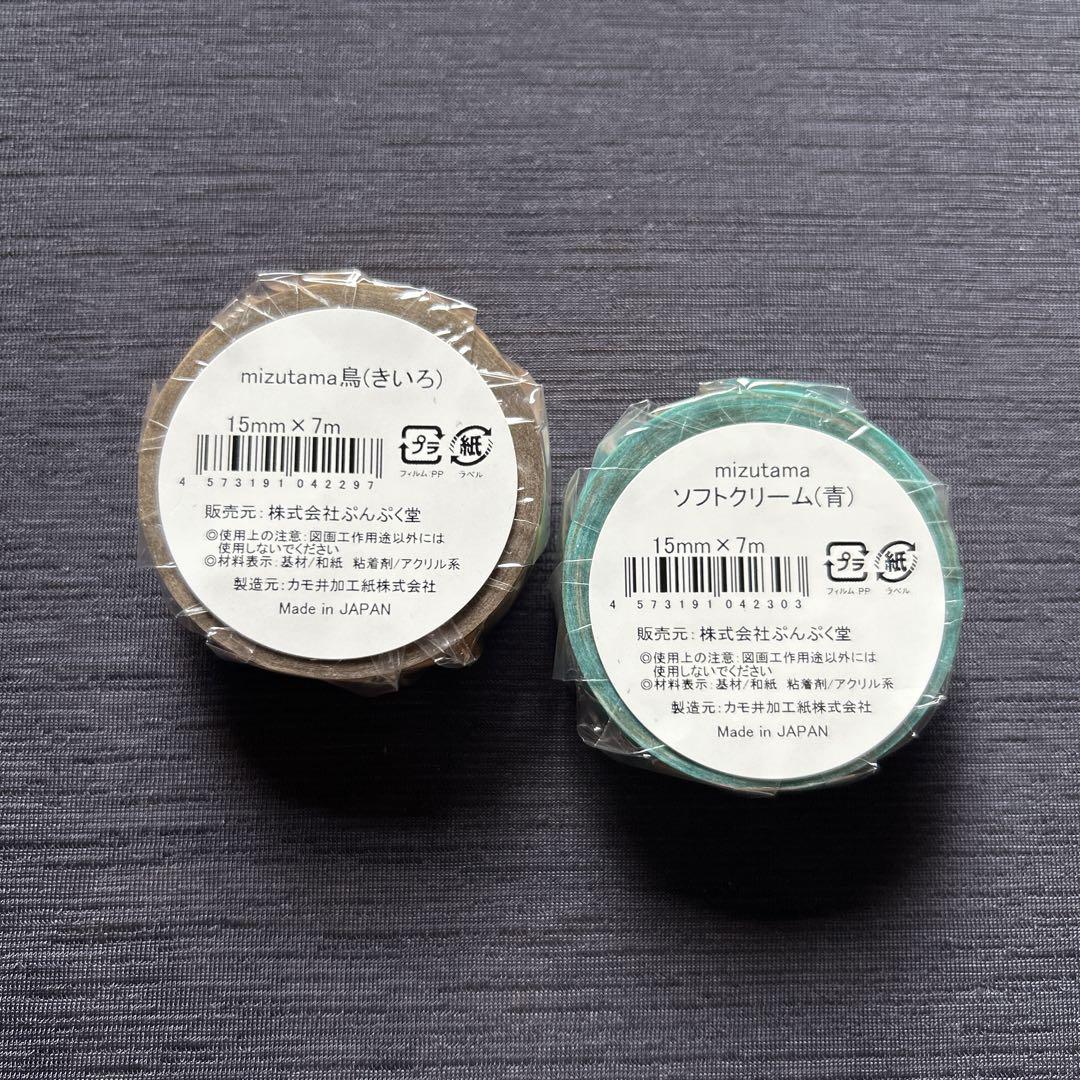 mizutama鳥(きいろ)
15mm×7m
プラ
紙
フィルム:PP
ラベル
4 573191 042297
販売元:株式会社ぷんぷく堂
◎使用上の注意:図画工作用途以外には
使用しないでください
◎材料表示:基材/和紙 粘着剤/アクリル系
製造元:カモ井加工紙株式会社
Made in JAPAN
mizutama
ソフトクリーム(青)
15mm×7m
プラ
紙
フィルム:PP
ラベル
4 573191 042303
販売元:株式会社ぷんぷく堂
◎使用上の注意:図画工作用途以外には
使用しないでください
◎材料表示:基材/和紙 粘着剤/アクリル系
製造元:カモ井加工紙株式会社
Made in JAPAN